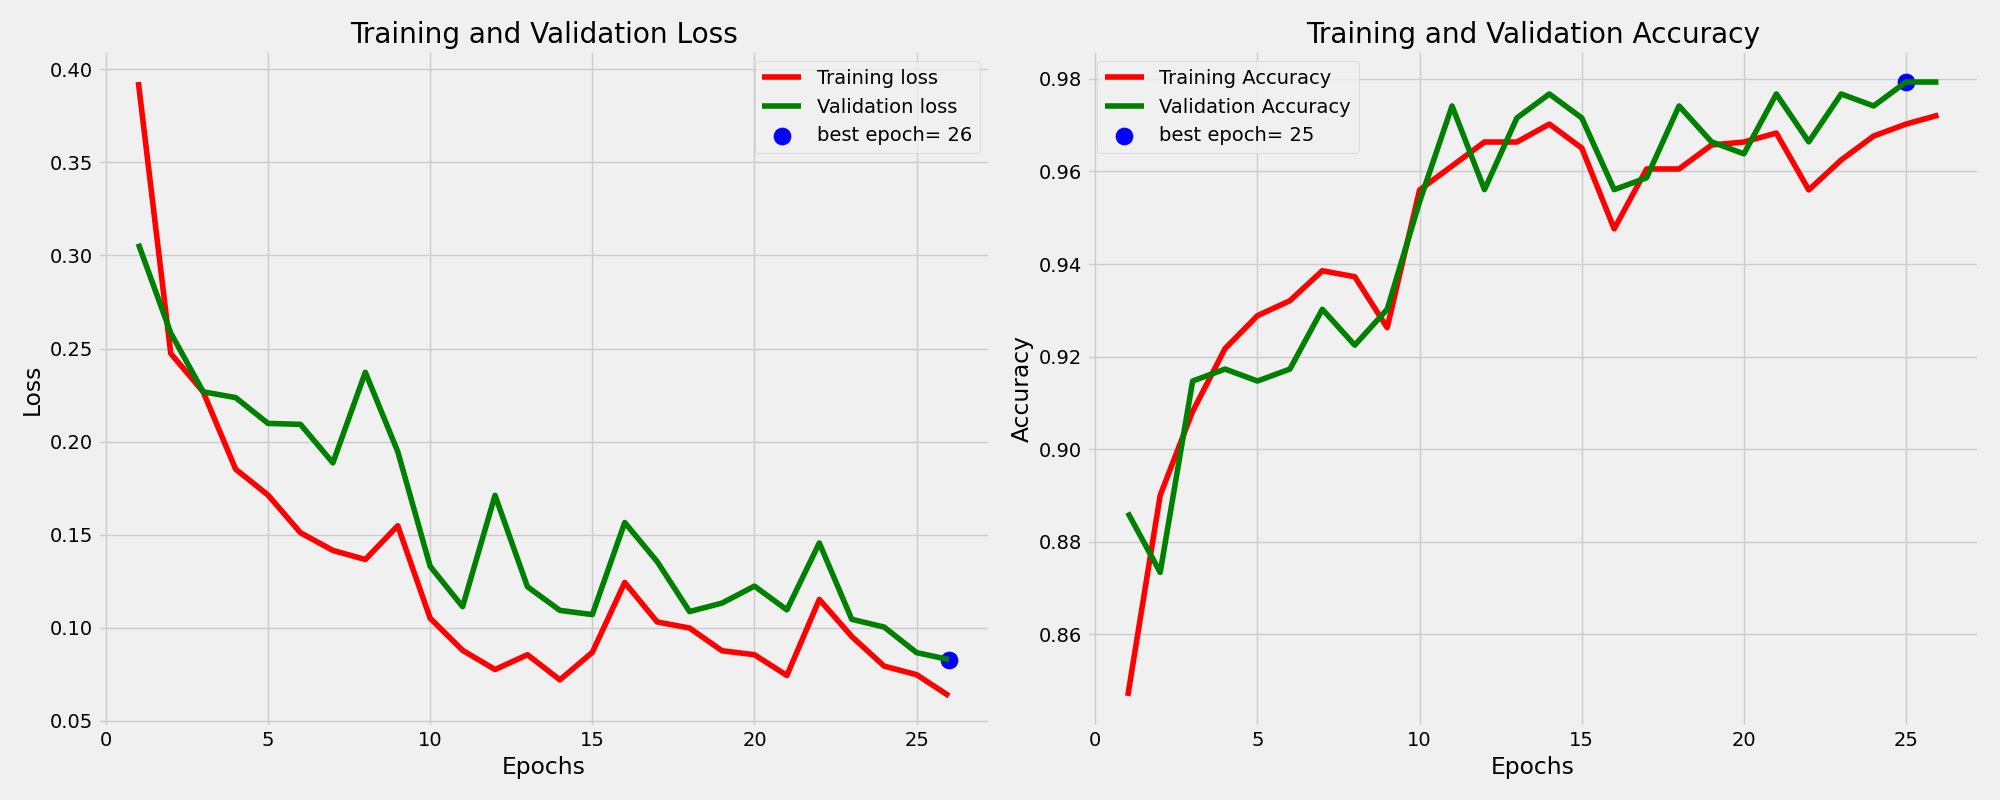 Training and Validation Loss
Training loss
Validation loss
best epoch= 26
0.40
0.35
0.30
0.25
0.20
0.15
0.10
0.05
Loss
0
5
10
15
20
25
Epochs
Training and Validation Accuracy
Training Accuracy
Validation Accuracy
best epoch= 25
0.98
0.96
0.94
0.92
0.90
0.88
0.86
Accuracy
0
5
10
15
20
25
Epochs